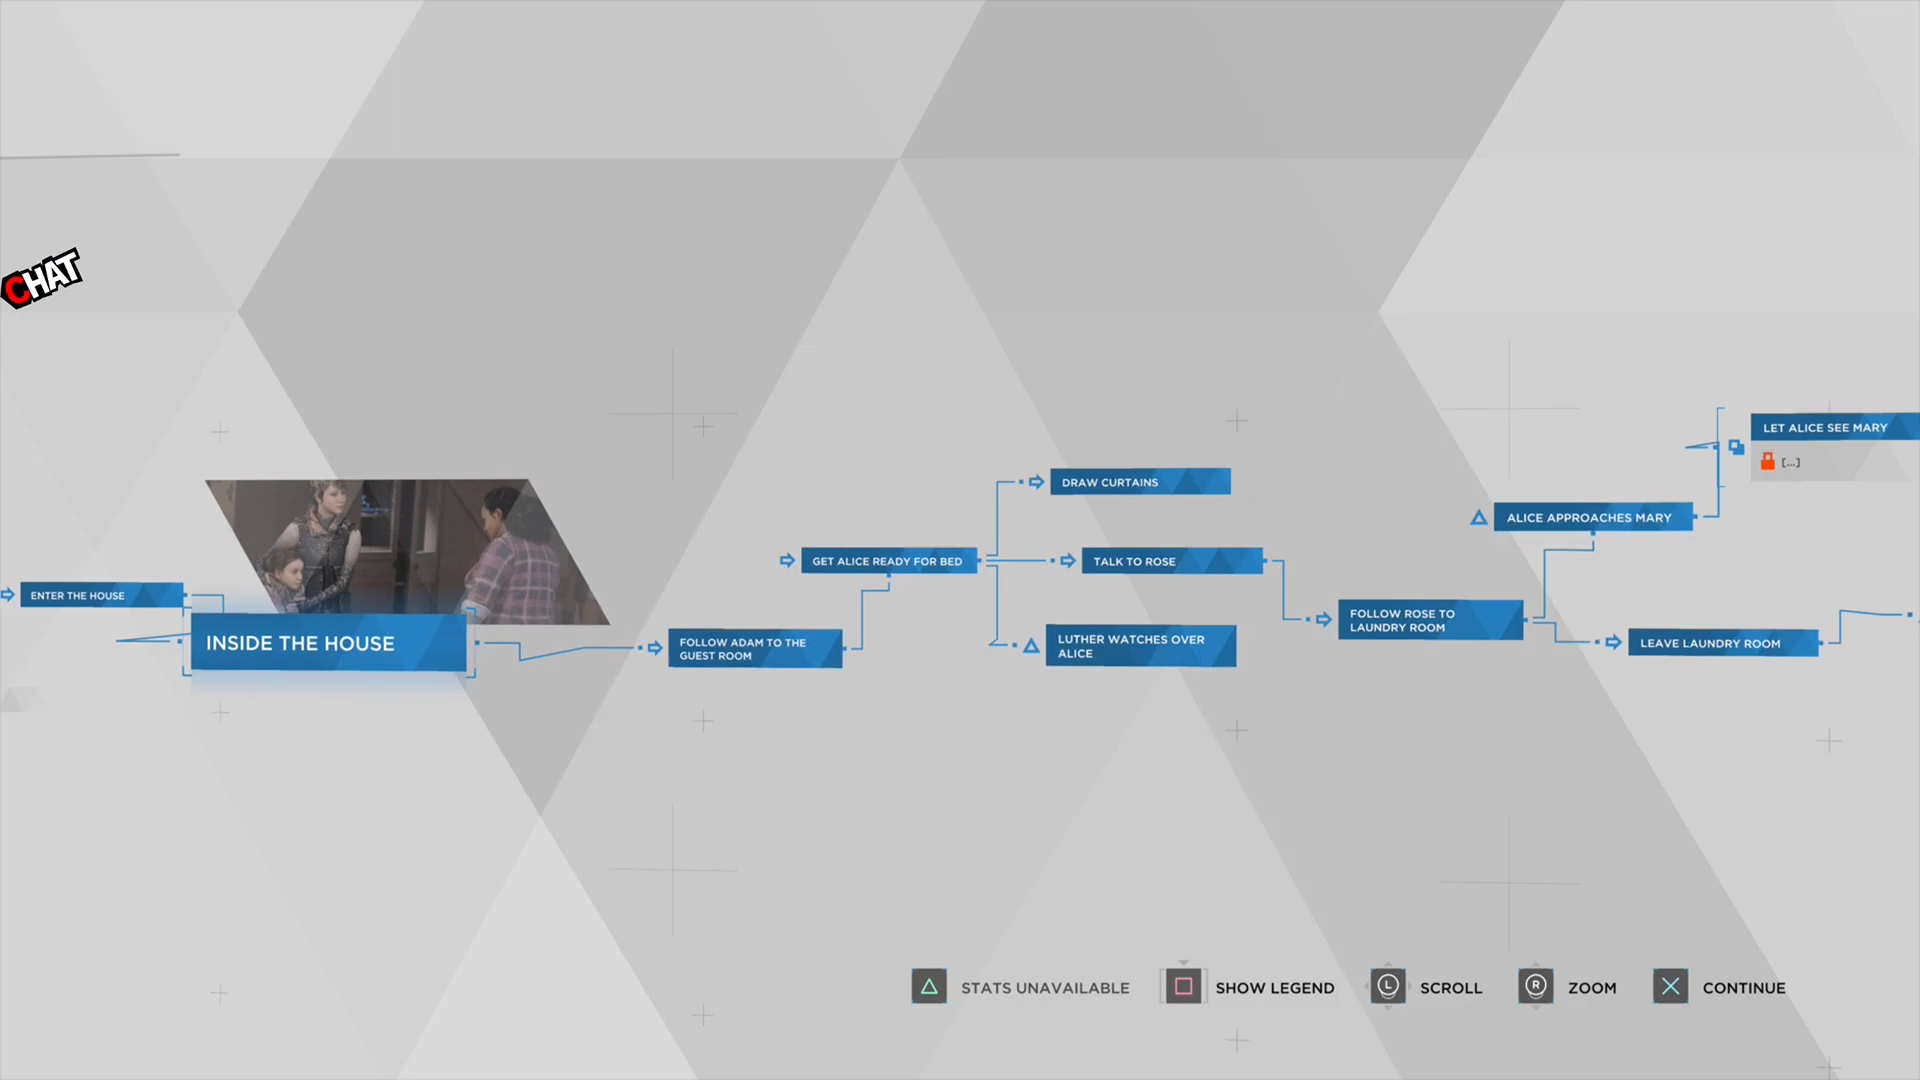 CHAT
ENTER THE HOUSE
INSIDE THE HOUSE
FOLLOW ADAM TO THE
GUEST ROOM
GET ALICE READY FOR BED
DRAW CURTAINS
TALK TO ROSE
LUTHER WATCHES OVER
ALICE
FOLLOW ROSE TO
LAUNDRY ROOM
ALICE APPROACHES MARY
LEAVE LAUNDRY ROOM
LET ALICE SEE MARY
[...]
STATS UNAVAILABLE
SHOW LEGEND
L
SCROLL
R
ZOOM
CONTINUE